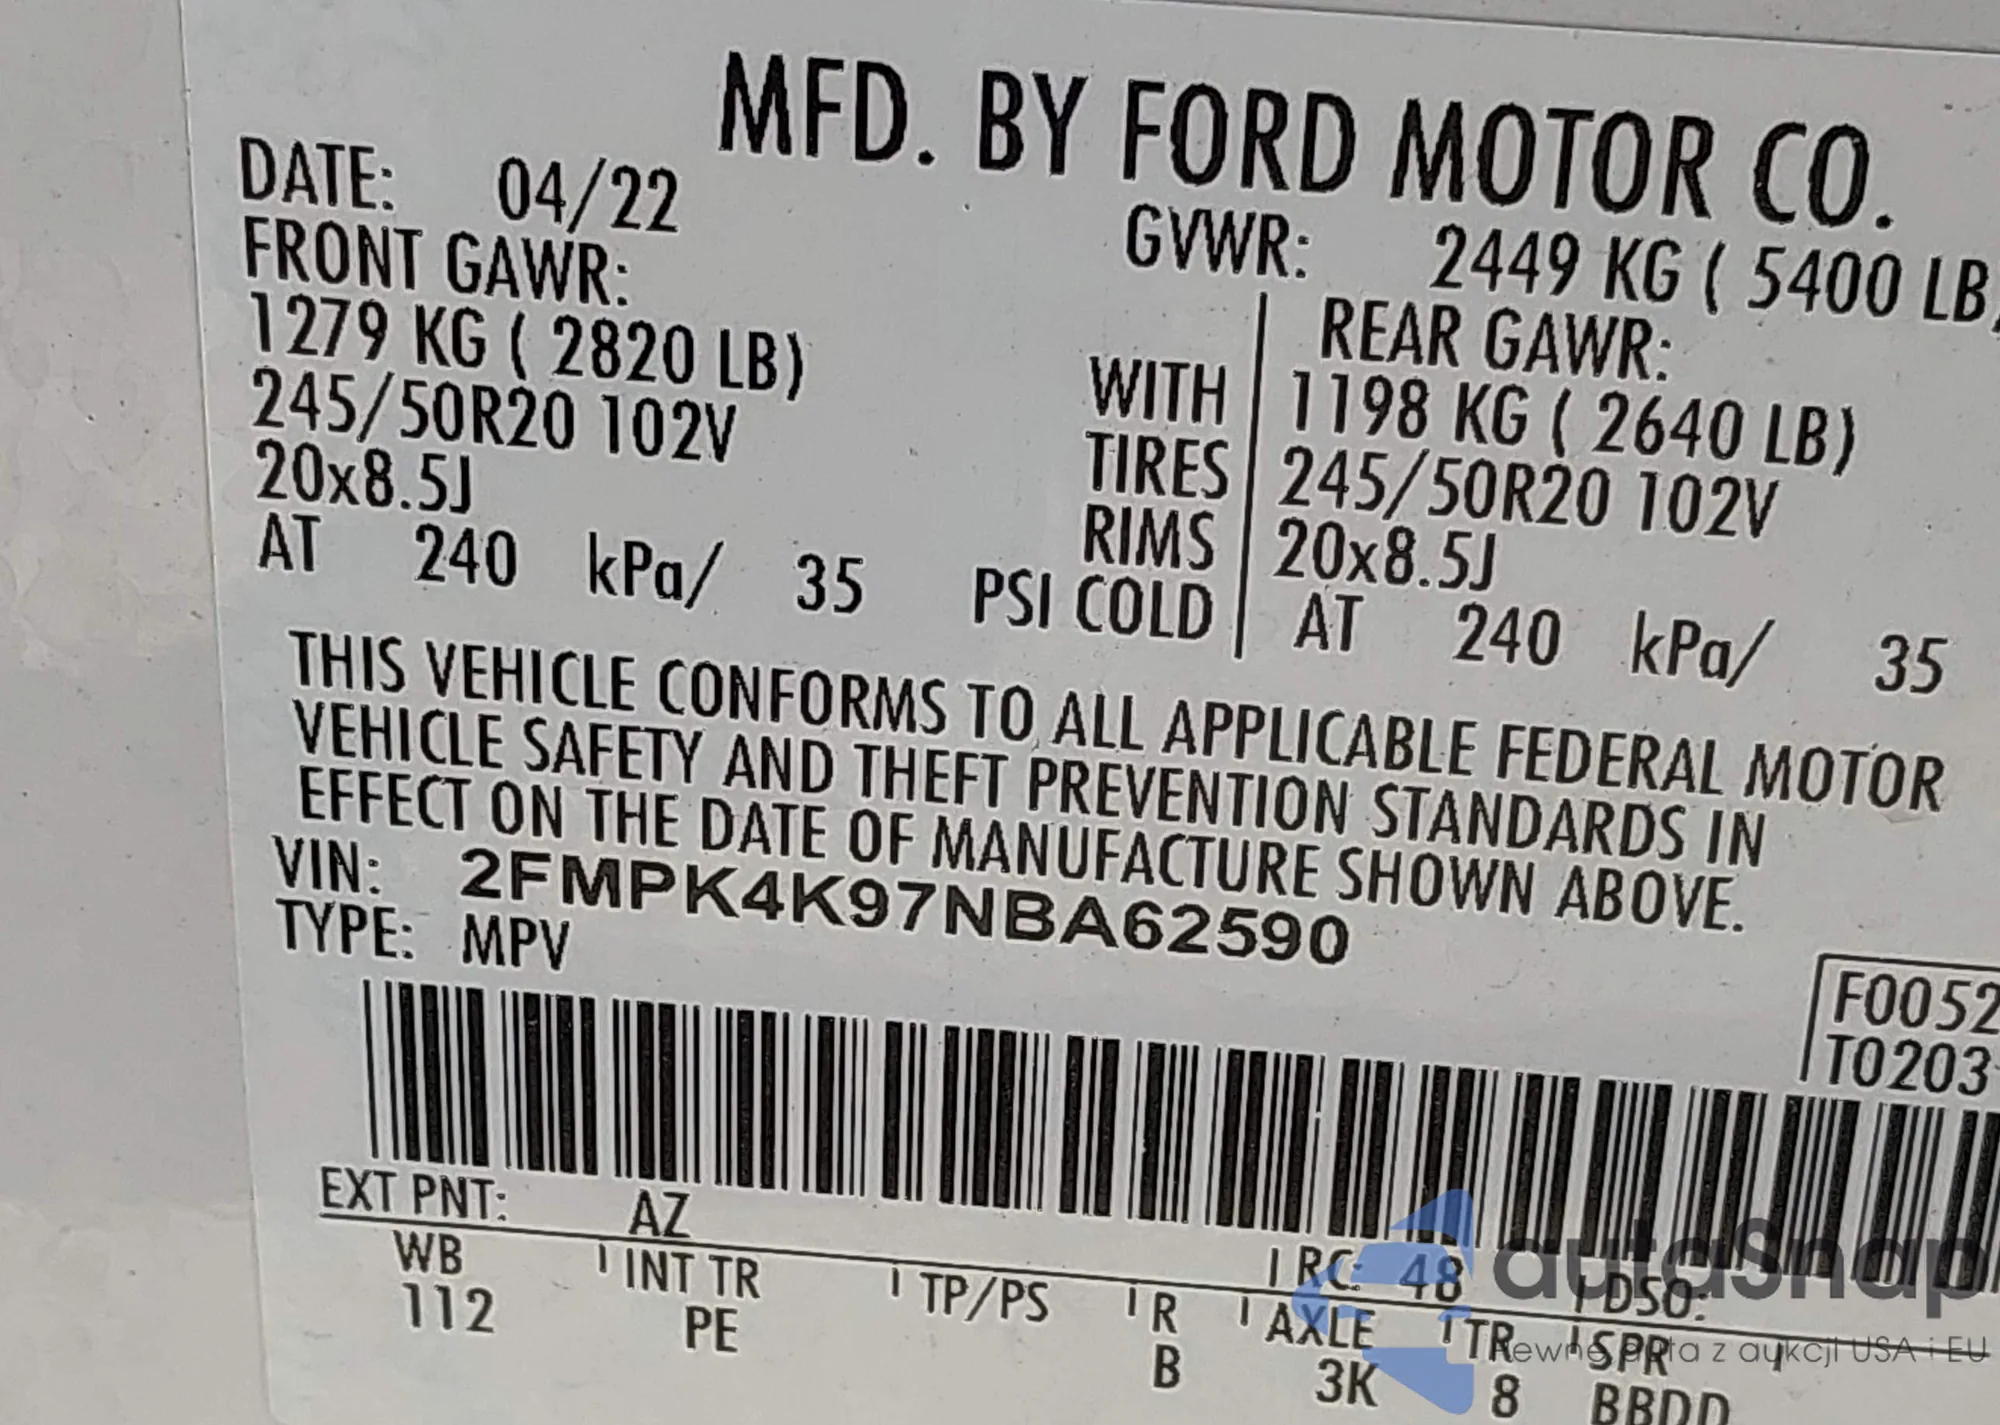 MFD. BY FORD MOTOR CO.
DATE: 04/22
GVWR: 2449 KG ( 5400 LB)
FRONT GAWR:
1279 KG ( 2820 LB)
245/50R20 102V
20x8.5J
AT 240 kPa/ 35 PSI COLD
WITH
TIRES
RIMS
REAR GAWR:
1198 KG ( 2640 LB)
245/50R20 102V
20x8.5J
AT 240 kPa/ 35
THIS VEHICLE CONFORMS TO ALL APPLICABLE FEDERAL MOTOR
VEHICLE SAFETY AND THEFT PREVENTION STANDARDS IN
EFFECT ON THE DATE OF MANUFACTURE SHOWN ABOVE.
VIN: 2FMPK4K97NBA62590
TYPE: MPV
F0052
T0203
EXT PNT: AZ RC: 48 DSO:
WB INT TR TP/PS R AXLE TR SPR
112 PE B 3K 8 BBDD
autaSnap
Pewne auta z aukcji USA i EU